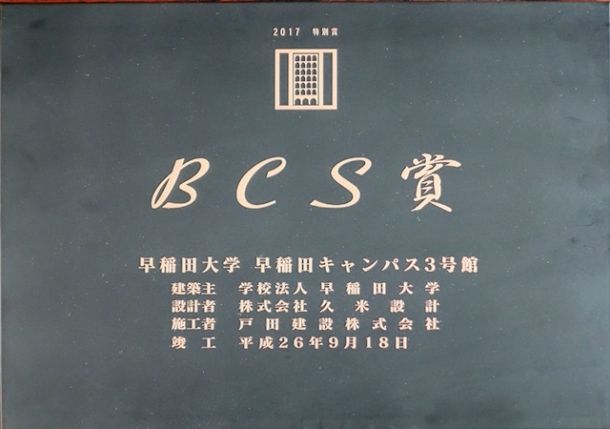 2017 特別賞
BCS賞
早稲田大学 早稲田キャンパス3号館
建築主 学校法人 早稲田大学
設計者 株式会社 久米設計
施工者 戸田建設株式会社
竣工 平成26年9月18日